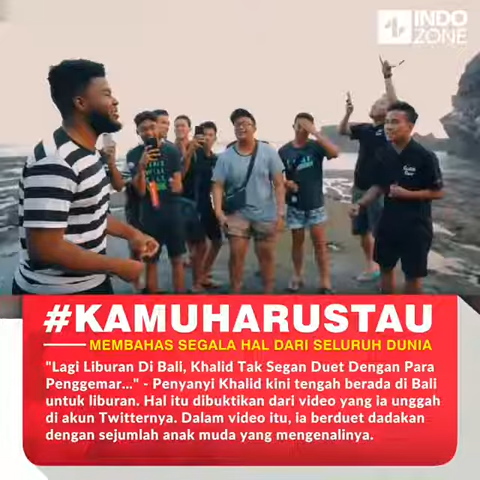 INDO
ZONE
#KAMUHARUSTAU
MEMBAHAS SEGALA HAL DARI SELURUH DUNIA
"Lagi Liburan Di Bali, Khalid Tak Segan Duet Dengan Para
Penggemar..." - Penyanyi Khalid kini tengah berada di Bali
untuk liburan. Hal itu dibuktikan dari video yang ia unggah
di akun Twitternya. Dalam video itu, ia berduet dadakan
dengan sejumlah anak muda yang mengenalinya.